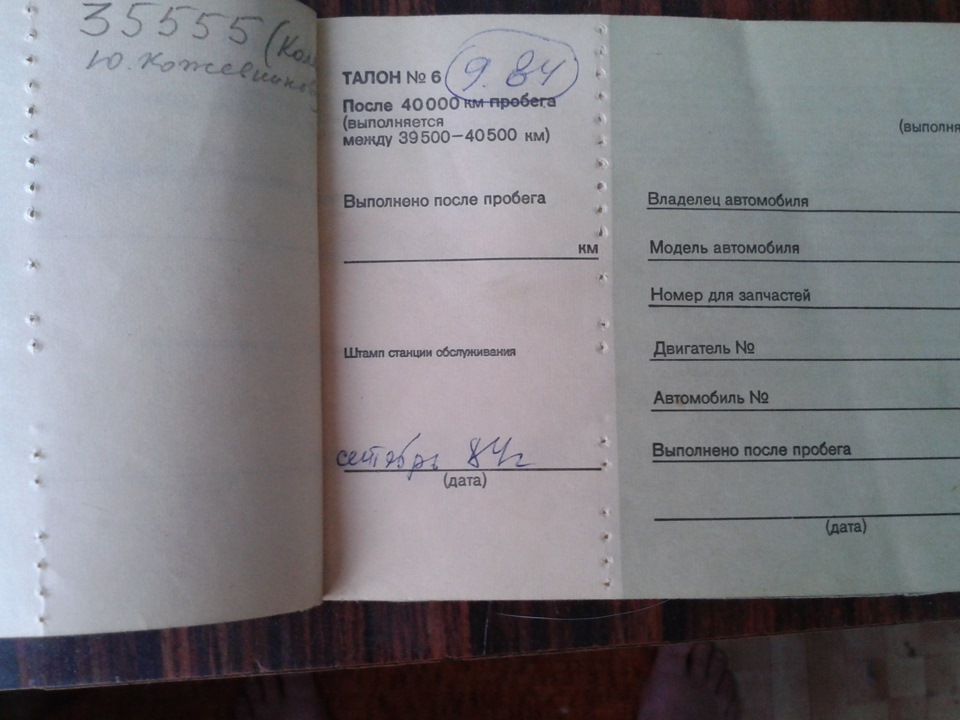 35555 (Кол
Ю. Кожевников
ТАЛОН № 6 9.84
После 40000 км пробега
(выполняется
между 39500—40500 км)
Выполнено после пробега
км
Штамп станции обслуживания
сентябрь 84г
(дата)
(выполня
Владелец автомобиля
Модель автомобиля
Номер для запчастей
Двигатель №
Автомобиль №
Выполнено после пробега
(дата)